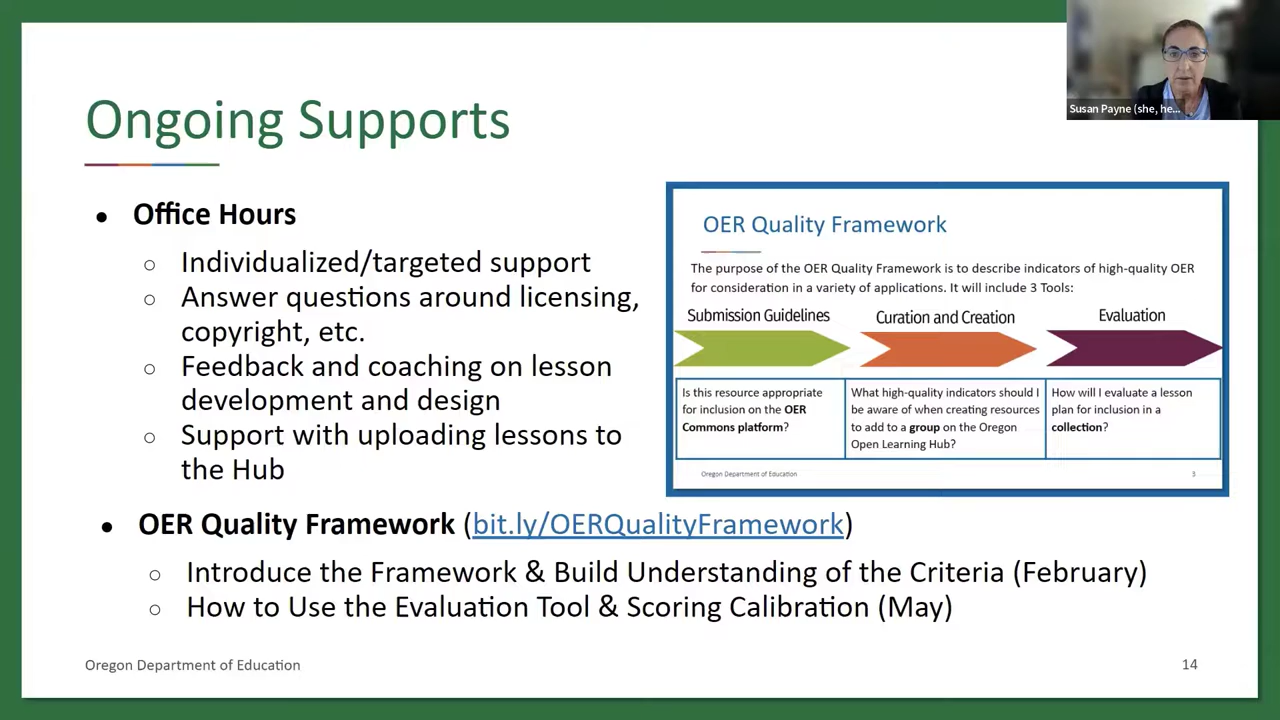 Ongoing Supports
Susan Payne (she, he...
● Office Hours
○ Individualized/targeted support
○ Answer questions around licensing,
copyright, etc.
○ Feedback and coaching on lesson
development and design
○ Support with uploading lessons to
the Hub
OER Quality Framework
The purpose of the OER Quality Framework is to describe indicators of high-quality OER
for consideration in a variety of applications. It will include 3 Tools:
Submission Guidelines
Curation and Creation
Evaluation
Is this resource appropriate
for inclusion on the OER
Commons platform?
What high-quality indicators should I
be aware of when creating resources
to add to a group on the Oregon
Open Learning Hub?
How will I evaluate a lesson
plan for inclusion in a
collection?
Oregon Department of Education 3
● OER Quality Framework (bit.ly/OERQualityFramework)
○ Introduce the Framework & Build Understanding of the Criteria (February)
○ How to Use the Evaluation Tool & Scoring Calibration (May)
Oregon Department of Education 14